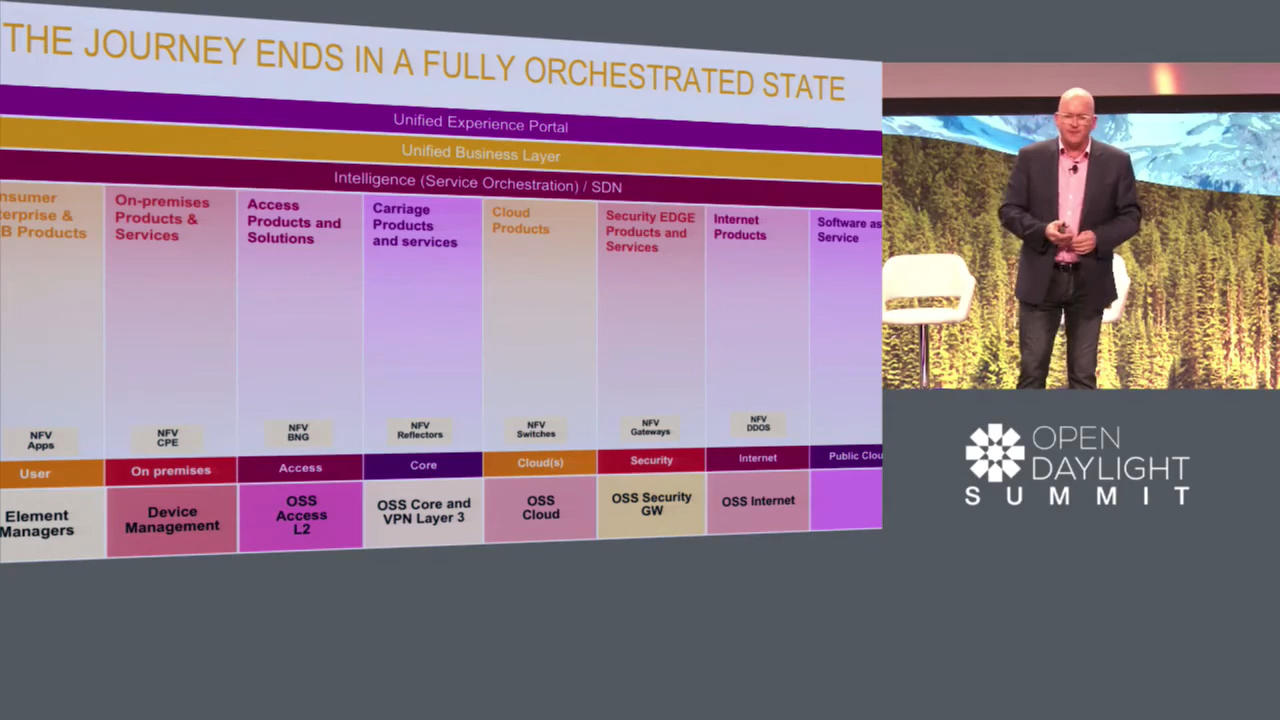 THE JOURNEY ENDS IN A FULLY ORCHESTRATED STATE
Unified Experience Portal
Unified Business Layer
Intelligence (Service Orchestration) / SDN
nsumer
terprise &
B Products
On-premises
Products &
Services
Access
Products and
Solutions
Carriage
Products
and services
Cloud
Products
Security EDGE
Products and
Services
Internet
Products
Software as
Service
NFV
Apps
NFV
CPE
NFV
BNG
NFV
Reflectors
NFV
Switches
NFV
Gateways
NFV
DDOS
User
On premises
Access
Core
Cloud(s)
Security
Internet
Public Clou
Element
Managers
Device
Management
OSS
Access
L2
OSS Core and
VPN Layer 3
OSS
Cloud
OSS Security
GW
OSS Internet
OPEN
DAYLIGHT
SUMMIT